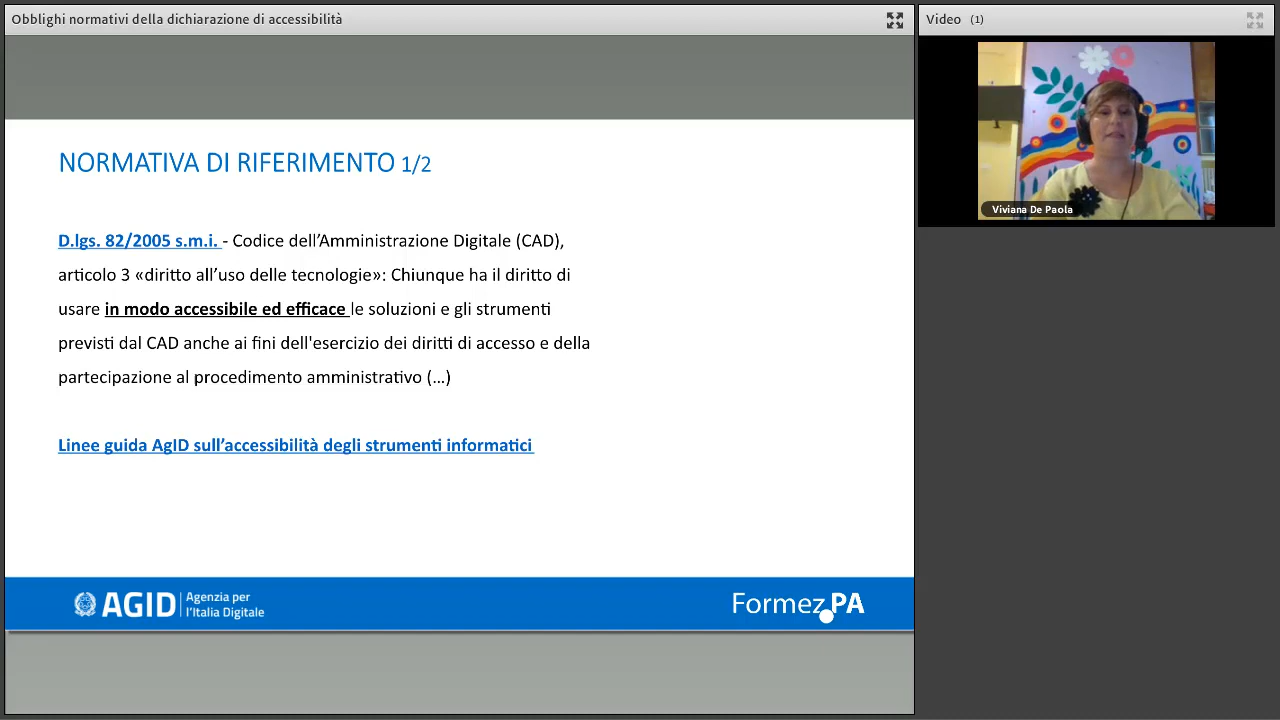 Obblighi normativi della dichiarazione di accessibilità
Video (1)
Viviana De Paola
NORMATIVA DI RIFERIMENTO 1/2
D.lgs. 82/2005 s.m.i. - Codice dell’Amministrazione Digitale (CAD),
articolo 3 «diritto all’uso delle tecnologie»: Chiunque ha il diritto di
usare in modo accessibile ed efficace le soluzioni e gli strumenti
previsti dal CAD anche ai fini dell'esercizio dei diritti di accesso e della
partecipazione al procedimento amministrativo (…)
Linee guida AgID sull’accessibilità degli strumenti informatici
AGID Agenzia per
l’Italia Digitale
Formez PA